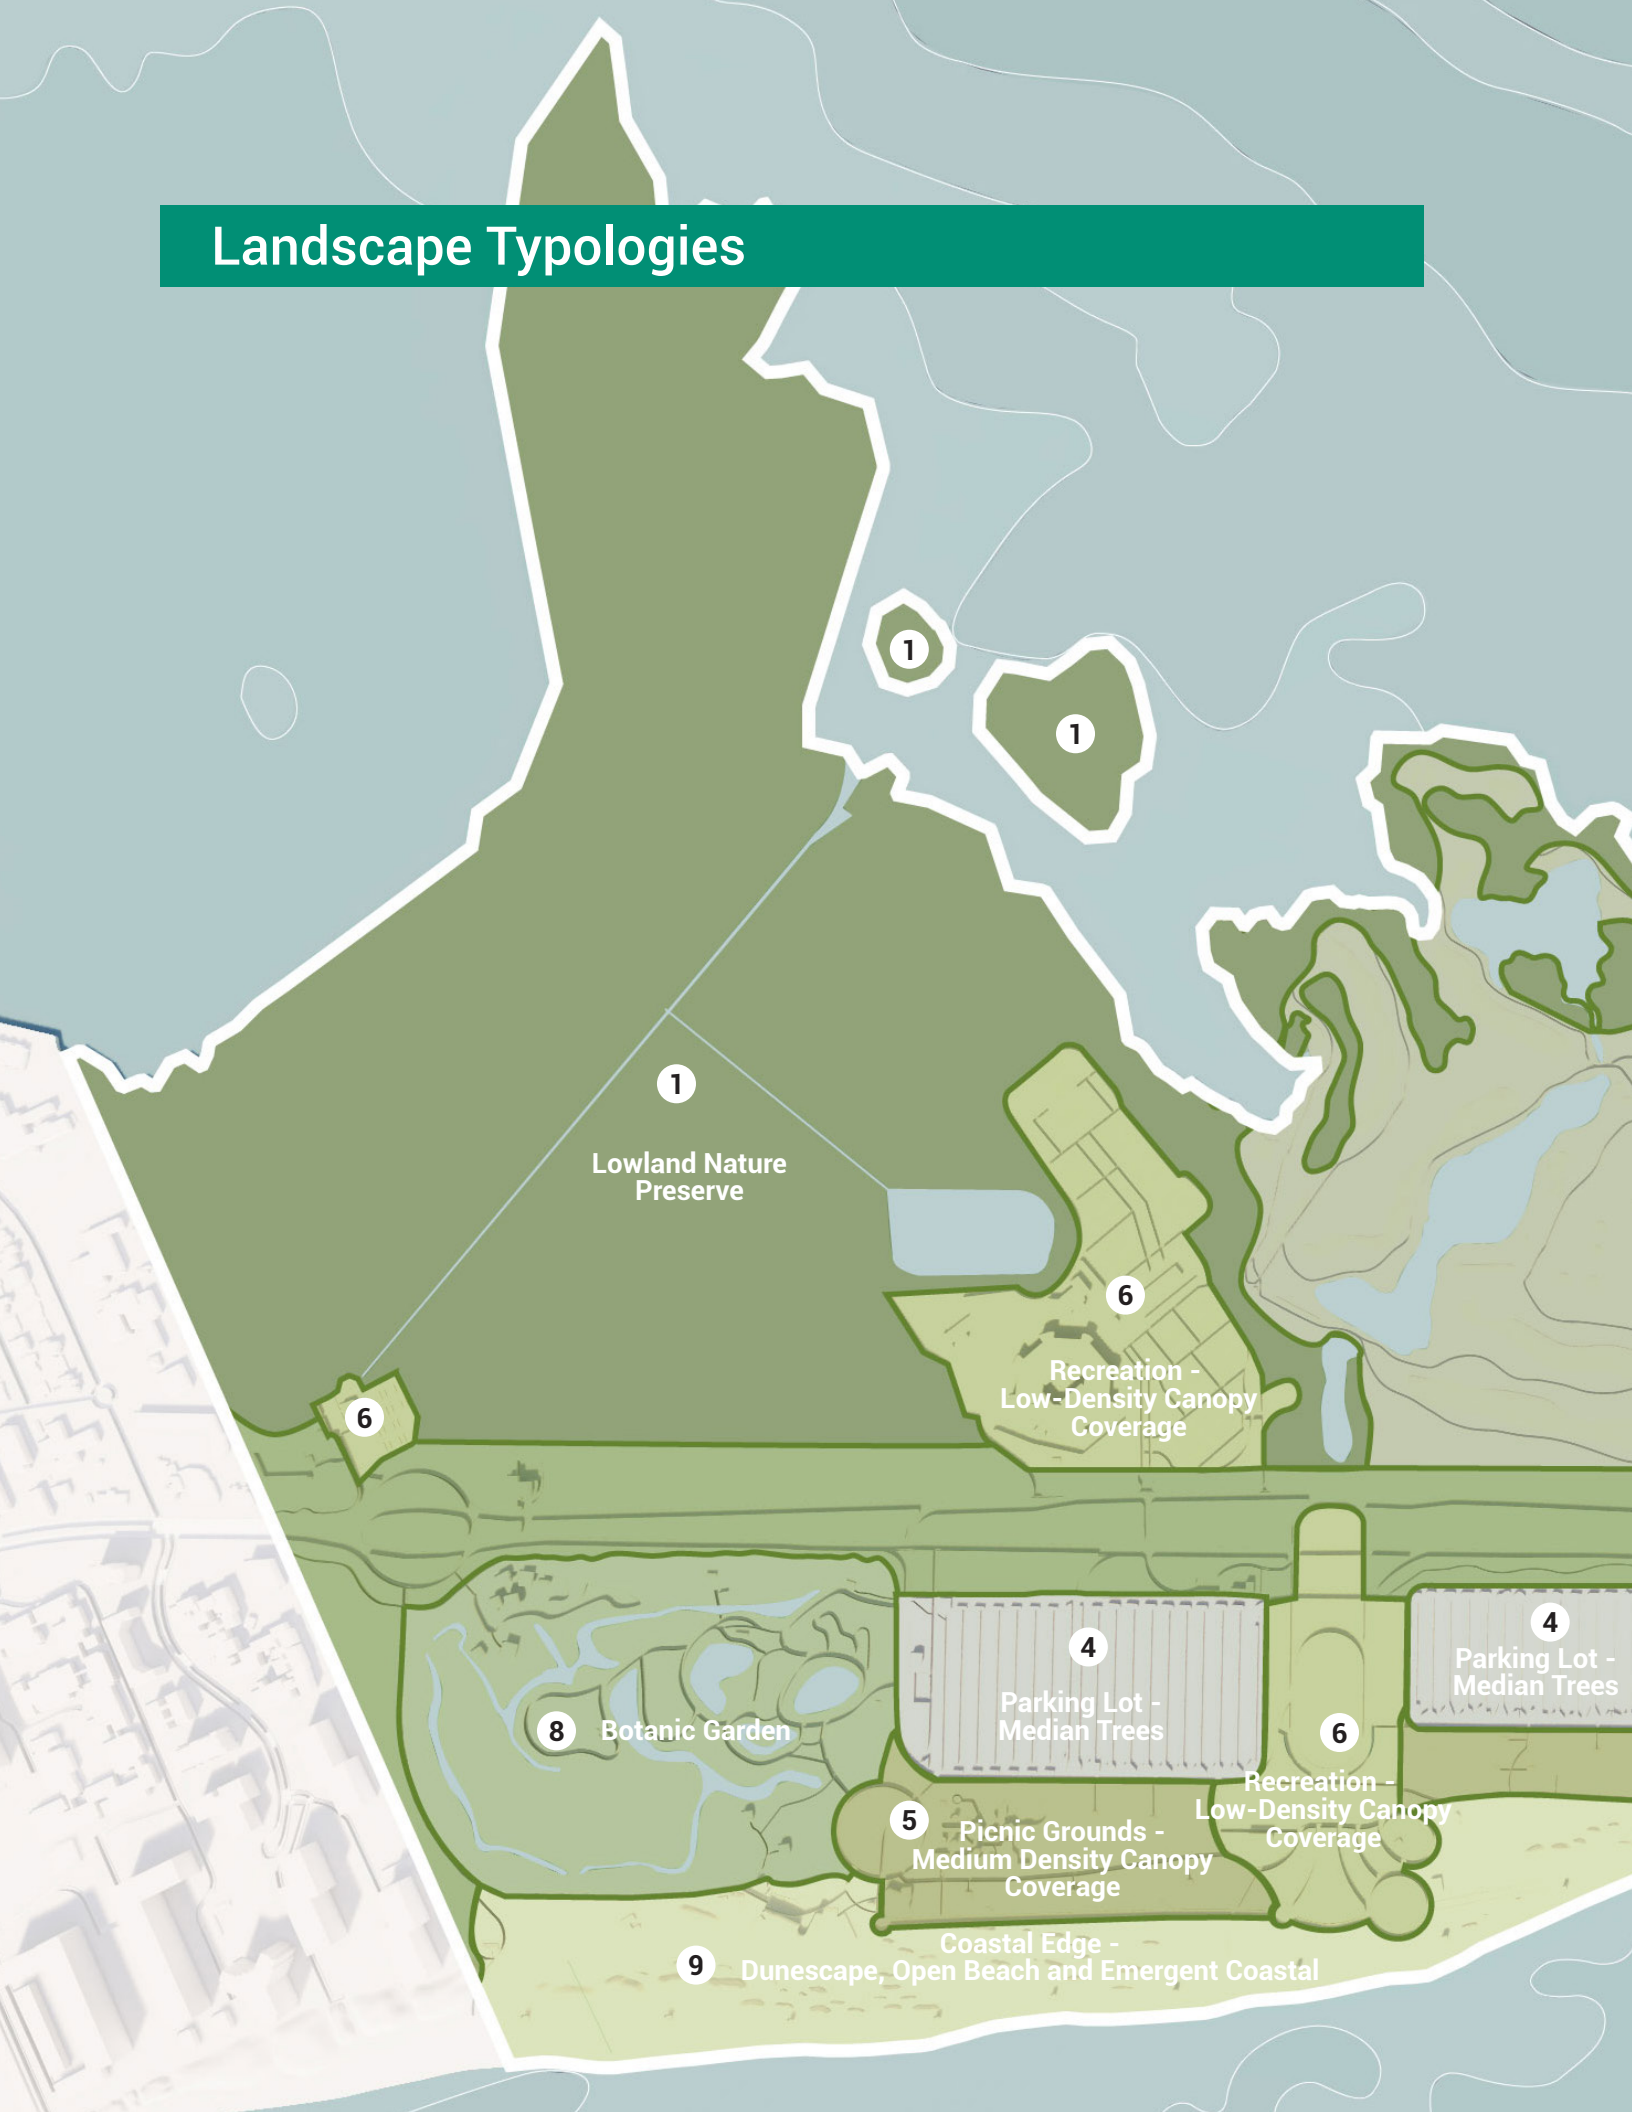 Landscape Typologies
1
1
1
Lowland Nature
Preserve
6
Recreation -
Low-Density Canopy
Coverage
6
4
Parking Lot -
Median Trees
4
Parking Lot -
Median Trees
8 Botanic Garden
6
Recreation -
Low-Density Canopy
Coverage
5
Picnic Grounds -
Medium Density Canopy
Coverage
9
Coastal Edge -
Dunescape, Open Beach and Emergent Coastal